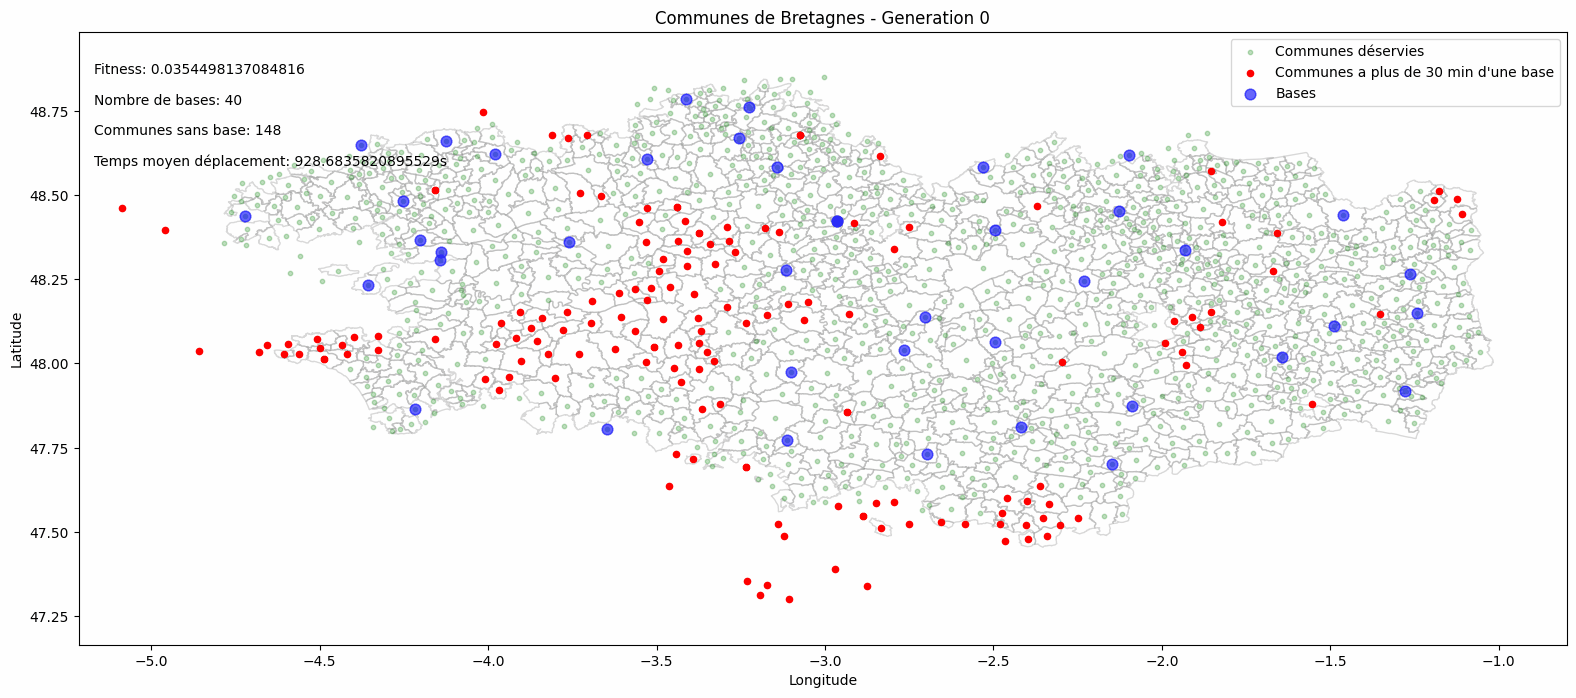 Communes de Bretagnes - Generation 0
Fitness: 0.0354498137084816
Nombre de bases: 40
Communes sans base: 148
Temps moyen déplacement: 928.6835820895529s
Communes déservies
Communes a plus de 30 min d'une base
Bases
Latitude
48.75
48.50
48.25
48.00
47.75
47.50
47.25
−5.0
−4.5
−4.0
−3.5
−3.0
−2.5
−2.0
−1.5
−1.0
Longitude